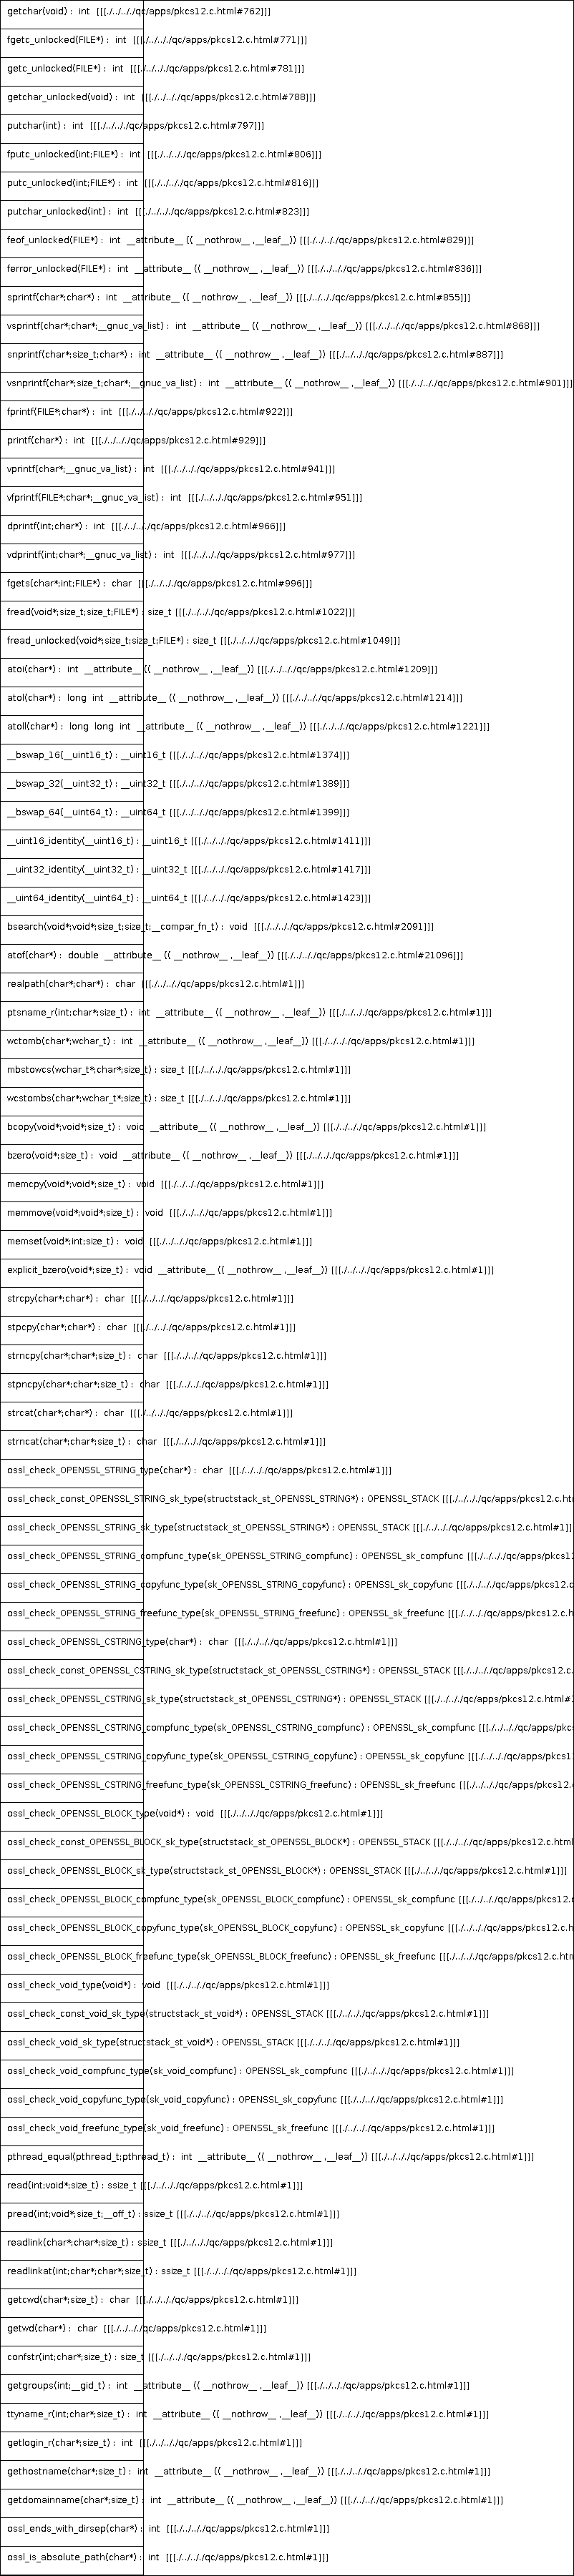 getchar(void) :  int  [[[./../../../qc/apps/pkcs12.c.html#762]]]
fgetc_unlocked(FILE*) :  int  [[[./../../../qc/apps/pkcs12.c.html#771]]]
getc_unlocked(FILE*) :  int  [[[./../../../qc/apps/pkcs12.c.html#781]]]
getchar_unlocked(void) :  int  [[[./../../../qc/apps/pkcs12.c.html#788]]]
putchar(int) :  int  [[[./../../../qc/apps/pkcs12.c.html#797]]]
fputc_unlocked(int;FILE*) :  int  [[[./../../../qc/apps/pkcs12.c.html#806]]]
putc_unlocked(int;FILE*) :  int  [[[./../../../qc/apps/pkcs12.c.html#816]]]
putchar_unlocked(int) :  int  [[[./../../../qc/apps/pkcs12.c.html#823]]]
feof_unlocked(FILE*) :  int  __attribute__ (( __nothrow__ ,__leaf__)) [[[./../../../qc/apps/pkcs12.c.html#829]]]
ferror_unlocked(FILE*) :  int  __attribute__ (( __nothrow__ ,__leaf__)) [[[./../../../qc/apps/pkcs12.c.html#836]]]
sprintf(char*;char*) :  int  __attribute__ (( __nothrow__ ,__leaf__)) [[[./../../../qc/apps/pkcs12.c.html#855]]]
vsprintf(char*;char*;__gnuc_va_list) :  int  __attribute__ (( __nothrow__ ,__leaf__)) [[[./../../../qc/apps/pkcs12.c.html#868]]]
snprintf(char*;size_t;char*) :  int  __attribute__ (( __nothrow__ ,__leaf__)) [[[./../../../qc/apps/pkcs12.c.html#887]]]
vsnprintf(char*;size_t;char*;__gnuc_va_list) :  int  __attribute__ (( __nothrow__ ,__leaf__)) [[[./../../../qc/apps/pkcs12.c.html#901]]]
fprintf(FILE*;char*) :  int  [[[./../../../qc/apps/pkcs12.c.html#922]]]
printf(char*) :  int  [[[./../../../qc/apps/pkcs12.c.html#929]]]
vprintf(char*;__gnuc_va_list) :  int  [[[./../../../qc/apps/pkcs12.c.html#941]]]
vfprintf(FILE*;char*;__gnuc_va_list) :  int  [[[./../../../qc/apps/pkcs12.c.html#951]]]
dprintf(int;char*) :  int  [[[./../../../qc/apps/pkcs12.c.html#966]]]
vdprintf(int;char*;__gnuc_va_list) :  int  [[[./../../../qc/apps/pkcs12.c.html#977]]]
fgets(char*;int;FILE*) :  char  [[[./../../../qc/apps/pkcs12.c.html#996]]]
fread(void*;size_t;size_t;FILE*) : size_t [[[./../../../qc/apps/pkcs12.c.html#1022]]]
fread_unlocked(void*;size_t;size_t;FILE*) : size_t [[[./../../../qc/apps/pkcs12.c.html#1049]]]
atoi(char*) :  int  __attribute__ (( __nothrow__ ,__leaf__)) [[[./../../../qc/apps/pkcs12.c.html#1209]]]
atol(char*) :  long  int  __attribute__ (( __nothrow__ ,__leaf__)) [[[./../../../qc/apps/pkcs12.c.html#1214]]]
atoll(char*) :  long  long  int  __attribute__ (( __nothrow__ ,__leaf__)) [[[./../../../qc/apps/pkcs12.c.html#1221]]]
__bswap_16(__uint16_t) : __uint16_t [[[./../../../qc/apps/pkcs12.c.html#1374]]]
__bswap_32(__uint32_t) : __uint32_t [[[./../../../qc/apps/pkcs12.c.html#1389]]]
__bswap_64(__uint64_t) : __uint64_t [[[./../../../qc/apps/pkcs12.c.html#1399]]]
__uint16_identity(__uint16_t) : __uint16_t [[[./../../../qc/apps/pkcs12.c.html#1411]]]
__uint32_identity(__uint32_t) : __uint32_t [[[./../../../qc/apps/pkcs12.c.html#1417]]]
__uint64_identity(__uint64_t) : __uint64_t [[[./../../../qc/apps/pkcs12.c.html#1423]]]
bsearch(void*;void*;size_t;size_t;__compar_fn_t) :  void  [[[./../../../qc/apps/pkcs12.c.html#2091]]]
atof(char*) :  double  __attribute__ (( __nothrow__ ,__leaf__)) [[[./../../../qc/apps/pkcs12.c.html#21096]]]
realpath(char*;char*) :  char  [[[./../../../qc/apps/pkcs12.c.html#1]]]
ptsname_r(int;char*;size_t) :  int  __attribute__ (( __nothrow__ ,__leaf__)) [[[./../../../qc/apps/pkcs12.c.html#1]]]
wctomb(char*;wchar_t) :  int  __attribute__ (( __nothrow__ ,__leaf__)) [[[./../../../qc/apps/pkcs12.c.html#1]]]
mbstowcs(wchar_t*;char*;size_t) : size_t [[[./../../../qc/apps/pkcs12.c.html#1]]]
wcstombs(char*;wchar_t*;size_t) : size_t [[[./../../../qc/apps/pkcs12.c.html#1]]]
bcopy(void*;void*;size_t) :  void  __attribute__ (( __nothrow__ ,__leaf__)) [[[./../../../qc/apps/pkcs12.c.html#1]]]
bzero(void*;size_t) :  void  __attribute__ (( __nothrow__ ,__leaf__)) [[[./../../../qc/apps/pkcs12.c.html#1]]]
memcpy(void*;void*;size_t) :  void  [[[./../../../qc/apps/pkcs12.c.html#1]]]
memmove(void*;void*;size_t) :  void  [[[./../../../qc/apps/pkcs12.c.html#1]]]
memset(void*;int;size_t) :  void  [[[./../../../qc/apps/pkcs12.c.html#1]]]
explicit_bzero(void*;size_t) :  void  __attribute__ (( __nothrow__ ,__leaf__)) [[[./../../../qc/apps/pkcs12.c.html#1]]]
strcpy(char*;char*) :  char  [[[./../../../qc/apps/pkcs12.c.html#1]]]
stpcpy(char*;char*) :  char  [[[./../../../qc/apps/pkcs12.c.html#1]]]
strncpy(char*;char*;size_t) :  char  [[[./../../../qc/apps/pkcs12.c.html#1]]]
stpncpy(char*;char*;size_t) :  char  [[[./../../../qc/apps/pkcs12.c.html#1]]]
strcat(char*;char*) :  char  [[[./../../../qc/apps/pkcs12.c.html#1]]]
strncat(char*;char*;size_t) :  char  [[[./../../../qc/apps/pkcs12.c.html#1]]]
ossl_check_OPENSSL_STRING_type(char*) :  char  [[[./../../../qc/apps/pkcs12.c.html#1]]]
ossl_check_const_OPENSSL_STRING_sk_type(structstack_st_OPENSSL_STRING*) : OPENSSL_STACK [[[./../../../qc/apps/pkcs12.c.ht
ossl_check_OPENSSL_STRING_sk_type(structstack_st_OPENSSL_STRING*) : OPENSSL_STACK [[[./../../../qc/apps/pkcs12.c.html#1]]]
ossl_check_OPENSSL_STRING_compfunc_type(sk_OPENSSL_STRING_compfunc) : OPENSSL_sk_compfunc [[[./../../../qc/apps/pkcs12
ossl_check_OPENSSL_STRING_copyfunc_type(sk_OPENSSL_STRING_copyfunc) : OPENSSL_sk_copyfunc [[[./../../../qc/apps/pkcs12.c
ossl_check_OPENSSL_STRING_freefunc_type(sk_OPENSSL_STRING_freefunc) : OPENSSL_sk_freefunc [[[./../../../qc/apps/pkcs12.c.h
ossl_check_OPENSSL_CSTRING_type(char*) :  char  [[[./../../../qc/apps/pkcs12.c.html#1]]]
ossl_check_const_OPENSSL_CSTRING_sk_type(structstack_st_OPENSSL_CSTRING*) : OPENSSL_STACK [[[./../../../qc/apps/pkcs12.c.
ossl_check_OPENSSL_CSTRING_sk_type(structstack_st_OPENSSL_CSTRING*) : OPENSSL_STACK [[[./../../../qc/apps/pkcs12.c.html#1
ossl_check_OPENSSL_CSTRING_compfunc_type(sk_OPENSSL_CSTRING_compfunc) : OPENSSL_sk_compfunc [[[./../../../qc/apps/pkcs
ossl_check_OPENSSL_CSTRING_copyfunc_type(sk_OPENSSL_CSTRING_copyfunc) : OPENSSL_sk_copyfunc [[[./../../../qc/apps/pkcs12
ossl_check_OPENSSL_CSTRING_freefunc_type(sk_OPENSSL_CSTRING_freefunc) : OPENSSL_sk_freefunc [[[./../../../qc/apps/pkcs12.c
ossl_check_OPENSSL_BLOCK_type(void*) :  void  [[[./../../../qc/apps/pkcs12.c.html#1]]]
ossl_check_const_OPENSSL_BLOCK_sk_type(structstack_st_OPENSSL_BLOCK*) : OPENSSL_STACK [[[./../../../qc/apps/pkcs12.c.html
ossl_check_OPENSSL_BLOCK_sk_type(structstack_st_OPENSSL_BLOCK*) : OPENSSL_STACK [[[./../../../qc/apps/pkcs12.c.html#1]]]
ossl_check_OPENSSL_BLOCK_compfunc_type(sk_OPENSSL_BLOCK_compfunc) : OPENSSL_sk_compfunc [[[./../../../qc/apps/pkcs12.c
ossl_check_OPENSSL_BLOCK_copyfunc_type(sk_OPENSSL_BLOCK_copyfunc) : OPENSSL_sk_copyfunc [[[./../../../qc/apps/pkcs12.c.h
ossl_check_OPENSSL_BLOCK_freefunc_type(sk_OPENSSL_BLOCK_freefunc) : OPENSSL_sk_freefunc [[[./../../../qc/apps/pkcs12.c.htm
ossl_check_void_type(void*) :  void  [[[./../../../qc/apps/pkcs12.c.html#1]]]
ossl_check_const_void_sk_type(structstack_st_void*) : OPENSSL_STACK [[[./../../../qc/apps/pkcs12.c.html#1]]]
ossl_check_void_sk_type(structstack_st_void*) : OPENSSL_STACK [[[./../../../qc/apps/pkcs12.c.html#1]]]
ossl_check_void_compfunc_type(sk_void_compfunc) : OPENSSL_sk_compfunc [[[./../../../qc/apps/pkcs12.c.html#1]]]
ossl_check_void_copyfunc_type(sk_void_copyfunc) : OPENSSL_sk_copyfunc [[[./../../../qc/apps/pkcs12.c.html#1]]]
ossl_check_void_freefunc_type(sk_void_freefunc) : OPENSSL_sk_freefunc [[[./../../../qc/apps/pkcs12.c.html#1]]]
pthread_equal(pthread_t;pthread_t) :  int  __attribute__ (( __nothrow__ ,__leaf__)) [[[./../../../qc/apps/pkcs12.c.html#1]]]
read(int;void*;size_t) : ssize_t [[[./../../../qc/apps/pkcs12.c.html#1]]]
pread(int;void*;size_t;__off_t) : ssize_t [[[./../../../qc/apps/pkcs12.c.html#1]]]
readlink(char*;char*;size_t) : ssize_t [[[./../../../qc/apps/pkcs12.c.html#1]]]
readlinkat(int;char*;char*;size_t) : ssize_t [[[./../../../qc/apps/pkcs12.c.html#1]]]
getcwd(char*;size_t) :  char  [[[./../../../qc/apps/pkcs12.c.html#1]]]
getwd(char*) :  char  [[[./../../../qc/apps/pkcs12.c.html#1]]]
confstr(int;char*;size_t) : size_t [[[./../../../qc/apps/pkcs12.c.html#1]]]
getgroups(int;__gid_t) :  int  __attribute__ (( __nothrow__ ,__leaf__)) [[[./../../../qc/apps/pkcs12.c.html#1]]]
ttyname_r(int;char*;size_t) :  int  __attribute__ (( __nothrow__ ,__leaf__)) [[[./../../../qc/apps/pkcs12.c.html#1]]]
getlogin_r(char*;size_t) :  int  [[[./../../../qc/apps/pkcs12.c.html#1]]]
gethostname(char*;size_t) :  int  __attribute__ (( __nothrow__ ,__leaf__)) [[[./../../../qc/apps/pkcs12.c.html#1]]]
getdomainname(char*;size_t) :  int  __attribute__ (( __nothrow__ ,__leaf__)) [[[./../../../qc/apps/pkcs12.c.html#1]]]
ossl_ends_with_dirsep(char*) :  int  [[[./../../../qc/apps/pkcs12.c.html#1]]]
ossl_is_absolute_path(char*) :  int  [[[./../../../qc/apps/pkcs12.c.html#1]]]